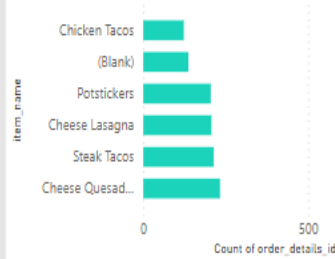 item_name
Chicken Tacos
(Blank)
Potstickers
Cheese Lasagna
Steak Tacos
Cheese Quesad...
0 500
Count of order_details_id